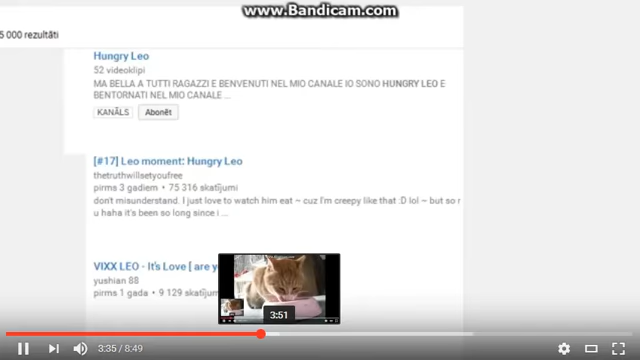 www.Bandicam.com
5 000 rezultāti
Hungry Leo
52 videoklipi
MA BELLA A TUTTI RAGAZZI E BENVENUTI NEL MIO CANALE IO SONO HUNGRY LEO E
BENTORNATI NEL MIO CANALE ...
KANĀLS Abonēt
[#17] Leo moment: Hungry Leo
thetruthwillsetyoufree
pirms 3 gadiem • 75 316 skatījumi
don't misunderstand. I just love to watch him eat ~ cuz I'm creepy like that :D lol ~ but so r
u haha it's been so long since i ...
VIXX LEO - It's Love [ are yo
yushian 88
pirms 1 gada • 9 129 skatījum
3:51
3:35 / 8:49